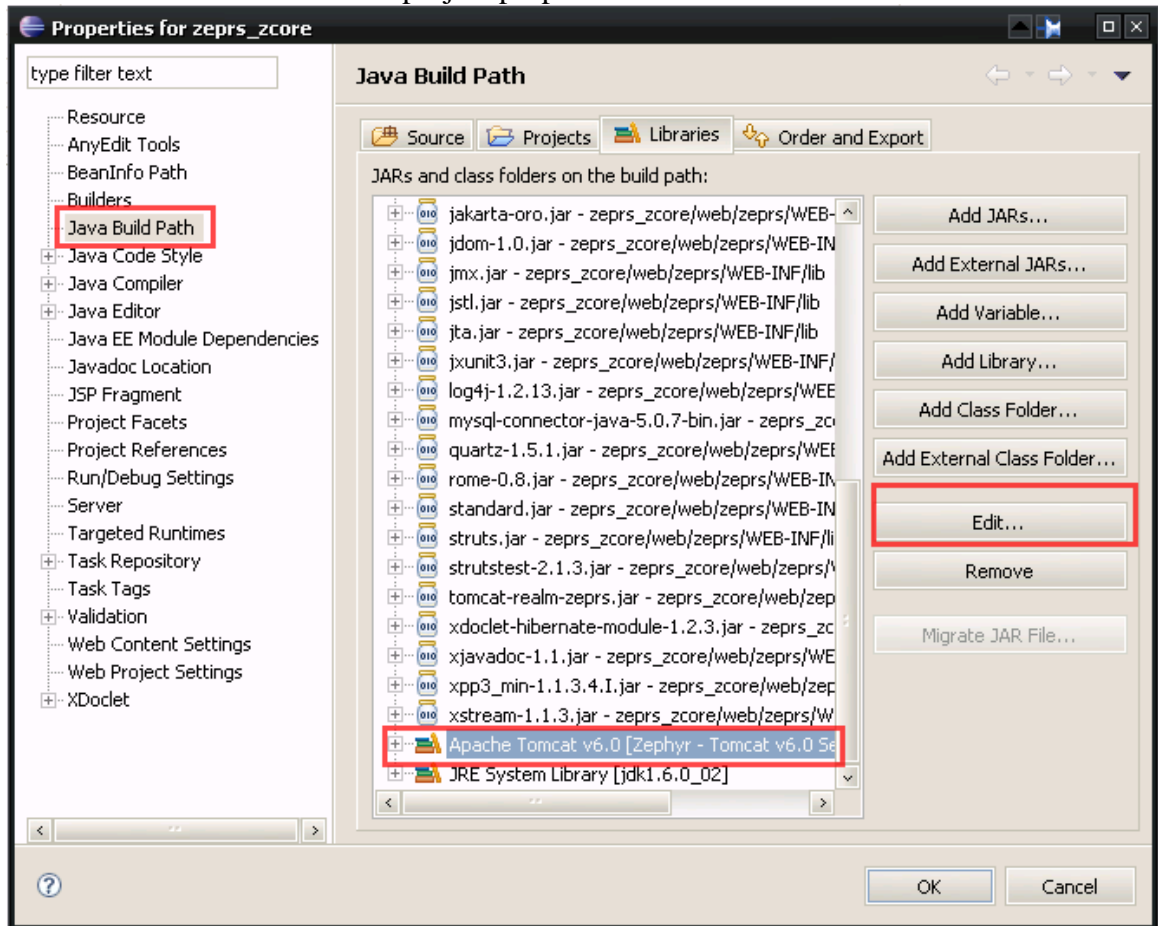 Properties for zeprs_zcore
type filter text
Resource
AnyEdit Tools
BeanInfo Path
Builders
Java Build Path
Java Code Style
Java Compiler
Java Editor
Java EE Module Dependencies
Javadoc Location
JSP Fragment
Project Facets
Project References
Run/Debug Settings
Server
Targeted Runtimes
Task Repository
Task Tags
Validation
Web Content Settings
Web Project Settings
XDoclet
Java Build Path
Source Projects Libraries Order and Export
JARs and class folders on the build path:
jakarta-oro.jar - zeprs_zcore/web/zeprs/WEB-
jdom-1.0.jar - zeprs_zcore/web/zeprs/WEB-IN
jmx.jar - zeprs_zcore/web/zeprs/WEB-INF/lib
jstl.jar - zeprs_zcore/web/zeprs/WEB-INF/lib
jta.jar - zeprs_zcore/web/zeprs/WEB-INF/lib
jxunit3.jar - zeprs_zcore/web/zeprs/WEB-INF/
log4j-1.2.13.jar - zeprs_zcore/web/zeprs/WEB
mysql-connector-java-5.0.7-bin.jar - zeprs_zc
quartz-1.5.1.jar - zeprs_zcore/web/zeprs/WEB
rome-0.8.jar - zeprs_zcore/web/zeprs/WEB-IN
standard.jar - zeprs_zcore/web/zeprs/WEB-IN
struts.jar - zeprs_zcore/web/zeprs/WEB-INF/li
strutstest-2.1.3.jar - zeprs_zcore/web/zeprs/
tomcat-realm-zeprs.jar - zeprs_zcore/web/zep
xdoclet-hibernate-module-1.2.3.jar - zeprs_zc
xjavadoc-1.1.jar - zeprs_zcore/web/zeprs/WE
xpp3_min-1.1.3.4.I.jar - zeprs_zcore/web/zep
xstream-1.1.3.jar - zeprs_zcore/web/zeprs/W
Apache Tomcat v6.0 [Zephyr - Tomcat v6.0 Se
JRE System Library [jdk1.6.0_02]
Add JARs...
Add External JARs...
Add Variable...
Add Library...
Add Class Folder...
Add External Class Folder...
Edit...
Remove
Migrate JAR File...
OK
Cancel